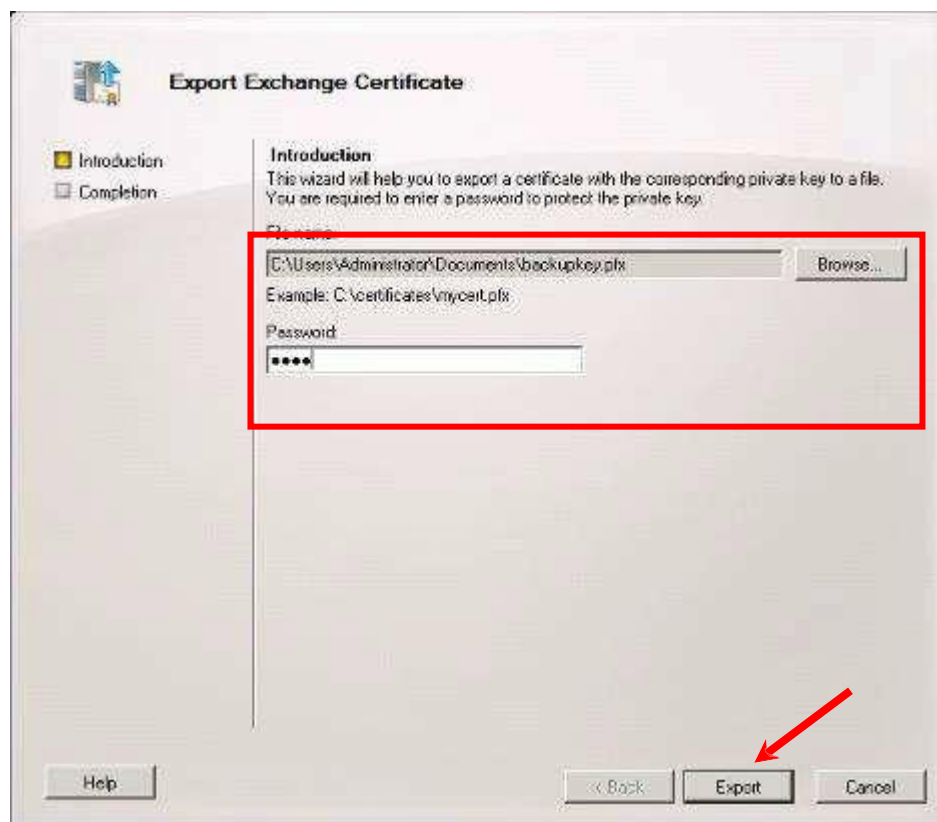 Export Exchange Certificate
Introduction
Completion
Introduction
This wizard will help you to export a certificate with the corresponding private key to a file.
You are required to enter a password to protect the private key.
File name:
C:\Users\Administrator\Documents\backupkey.pfx
Browse...
Example: C:\certificates\mycert.pfx
Password:
••••
Help
< Back
Export
Cancel